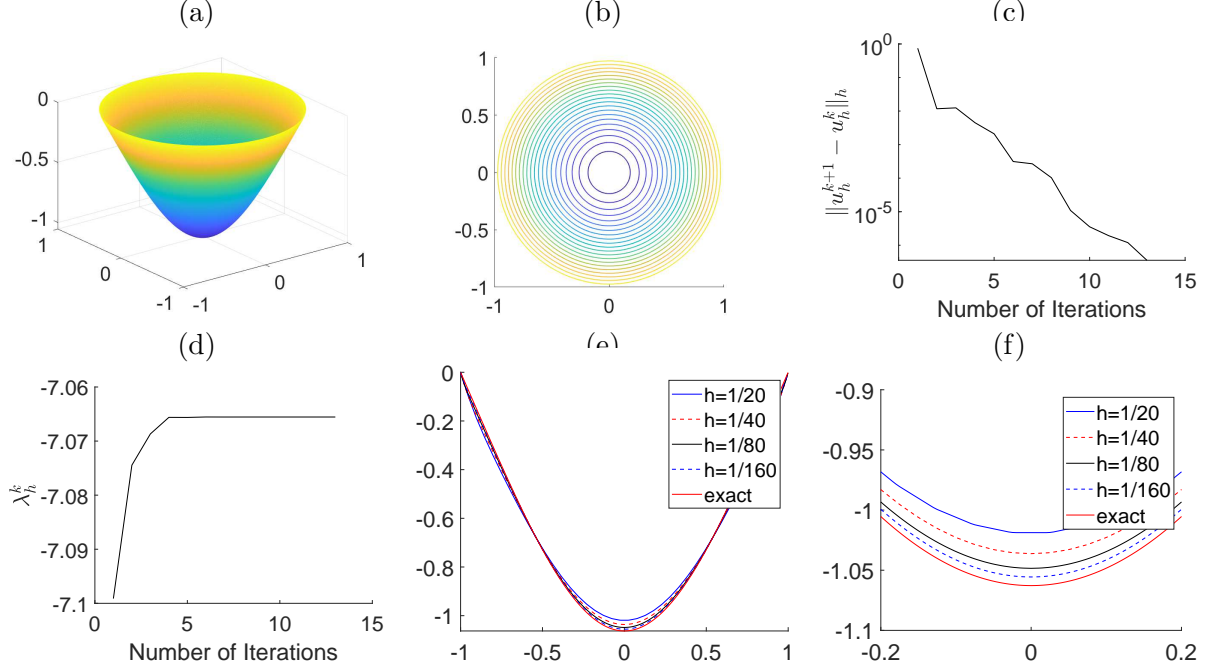 (a)
0
-0.5
-1
1
0
-1
-1
0
1
(b)
1
0.5
0
-0.5
-1
-1
0
1
(c)
10^0
10^-5
0
5
10
15
||u_h^{k+1} − u_h^k||_h
Number of Iterations
(d)
-7.06
-7.07
-7.08
-7.09
-7.1
0
5
10
15
λ_h^k
Number of Iterations
(e)
0
-0.2
-0.4
-0.6
-0.8
-1
-1
-0.5
0
0.5
1
h=1/20
h=1/40
h=1/80
h=1/160
exact
(f)
-0.9
-0.95
-1
-1.05
-1.1
-0.2
0
0.2
h=1/20
h=1/40
h=1/80
h=1/160
exact